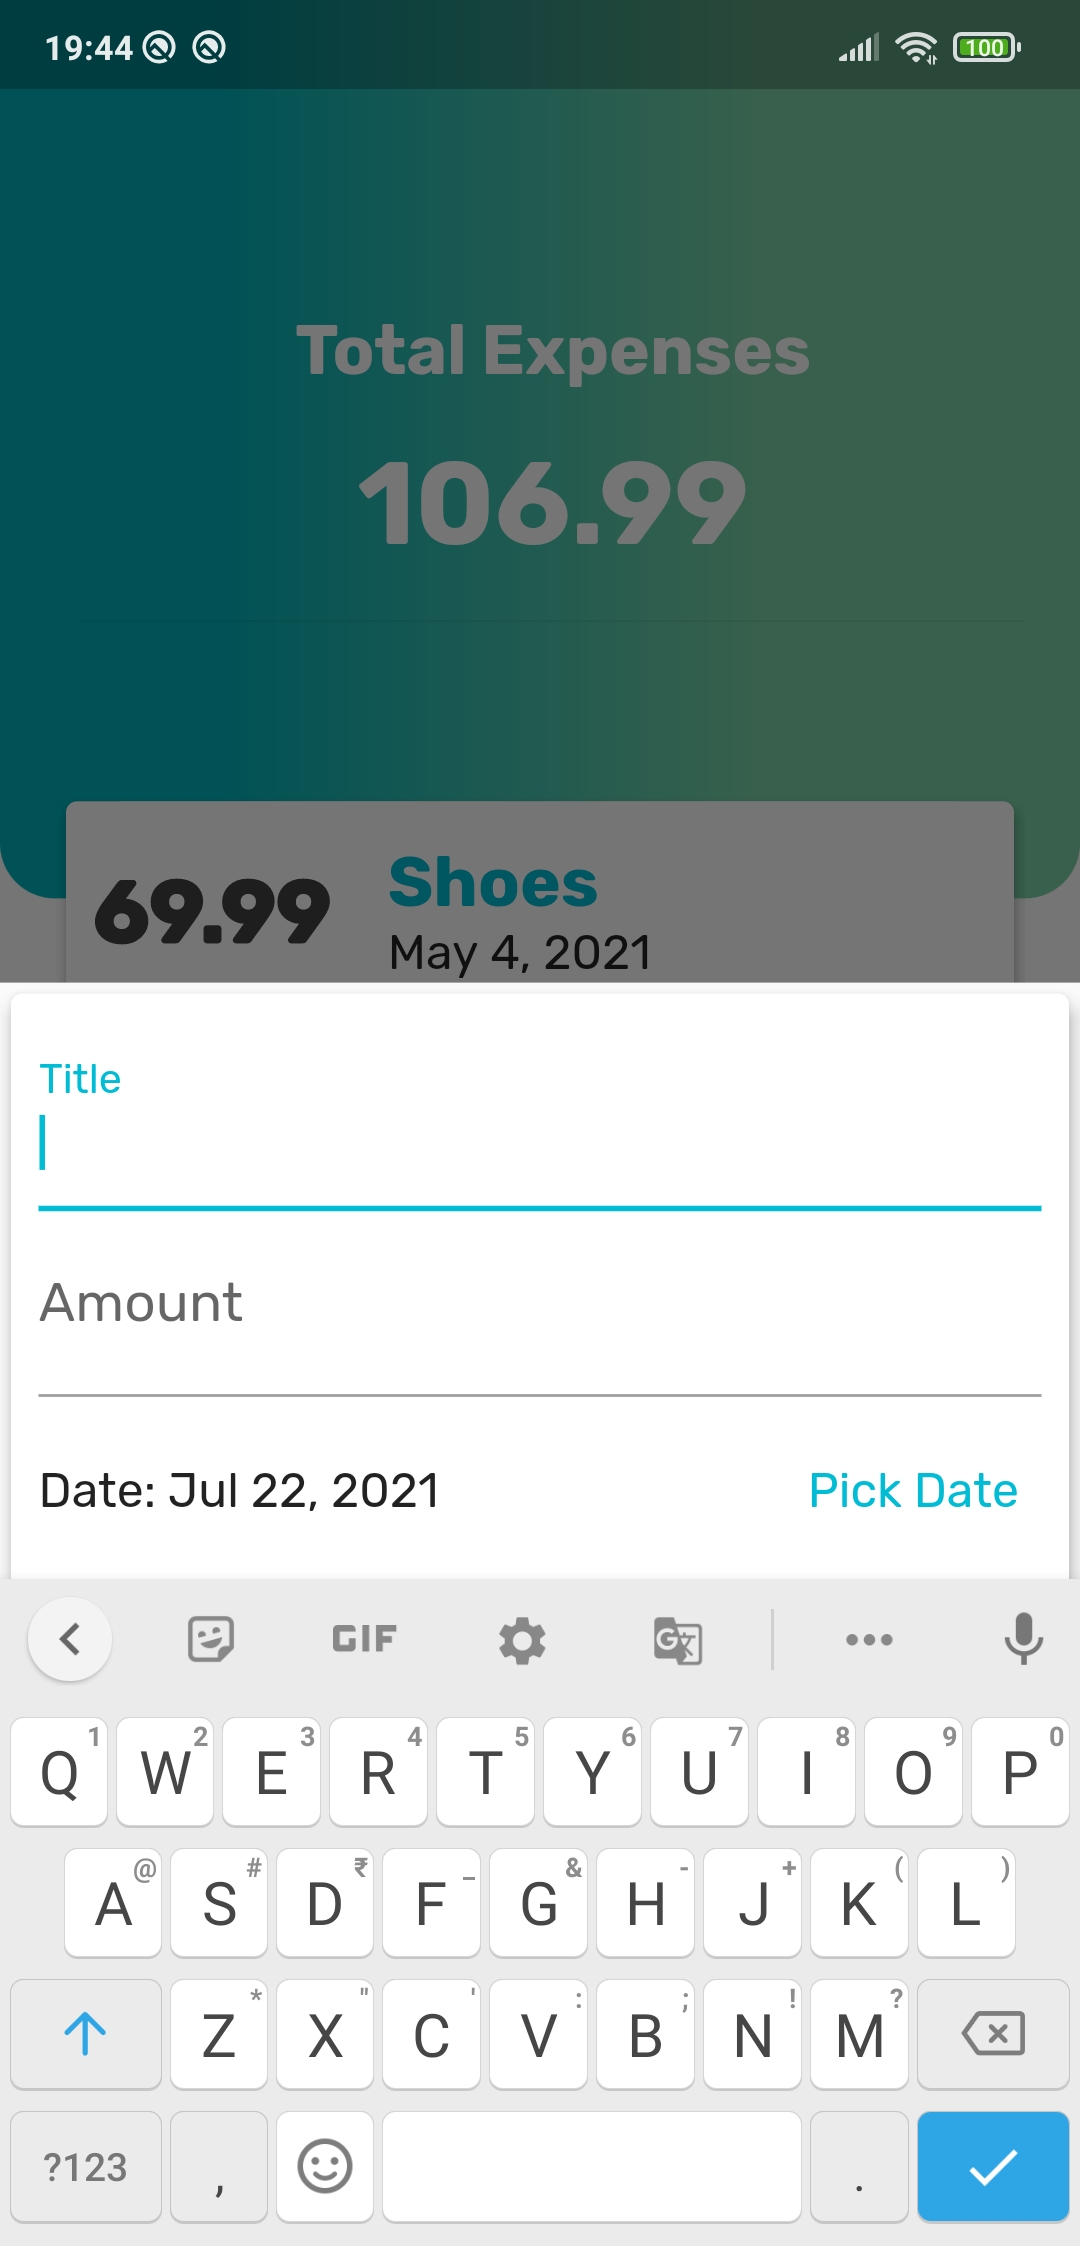 19:44 100
Total Expenses
106.99
69.99 Shoes
May 4, 2021
Title
Amount
Date: Jul 22, 2021 Pick Date
GIF G
Q 1 W 2 E 3 R 4 T 5 Y 6 U 7 I 8 O 9 P 0
A @ S # D ₹ F _ G & H - J + K ( L )
Z * X " C ' V : B ; N ! M ?
?123 , .